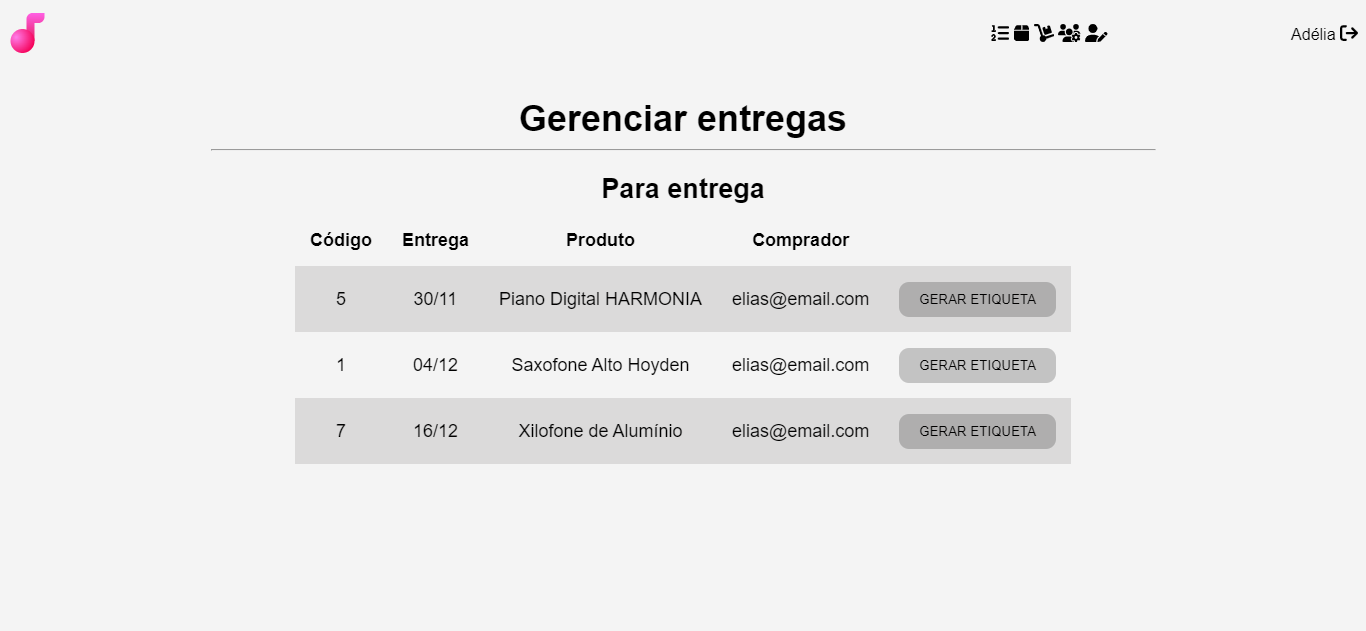 Adélia
Gerenciar entregas
Para entrega
Código Entrega Produto Comprador
5 30/11 Piano Digital HARMONIA elias@email.com GERAR ETIQUETA
1 04/12 Saxofone Alto Hoyden elias@email.com GERAR ETIQUETA
7 16/12 Xilofone de Alumínio elias@email.com GERAR ETIQUETA